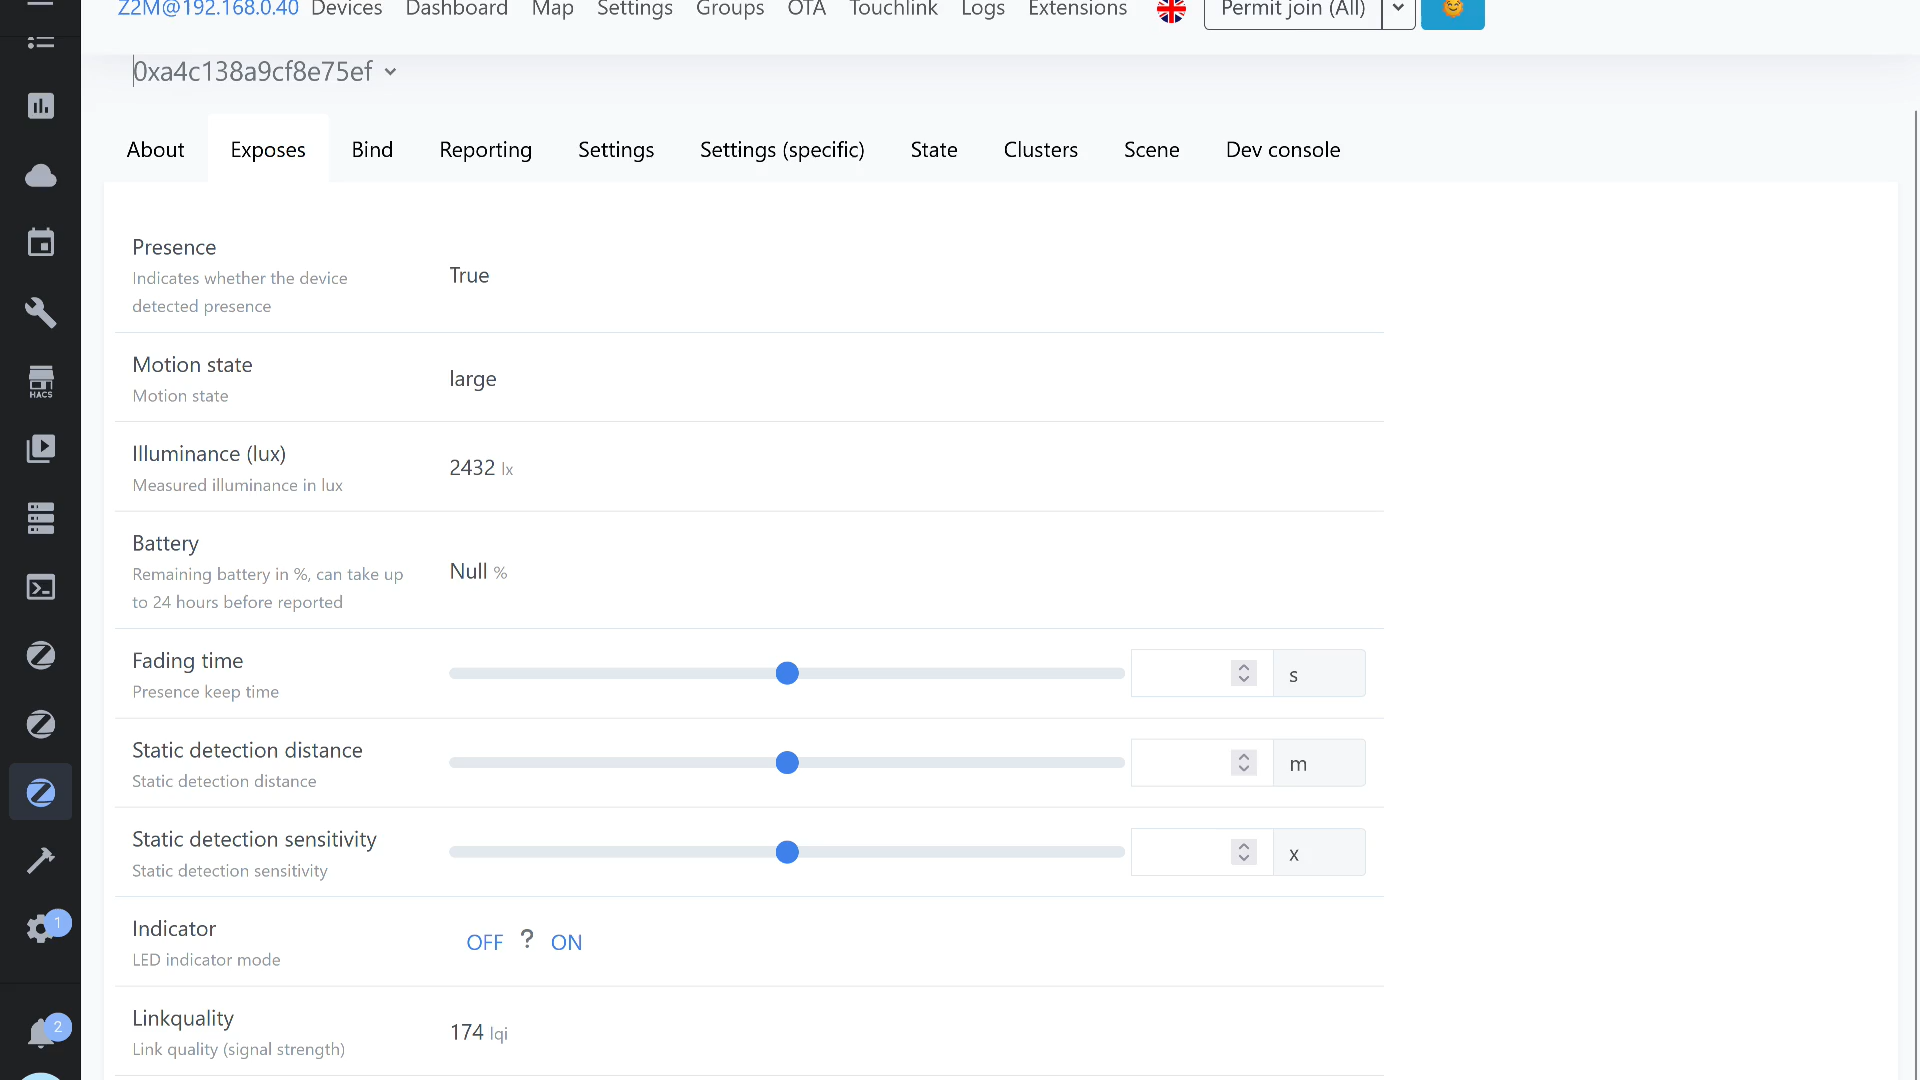 Z2M@192.168.0.40 Devices Dashboard Map Settings Groups OTA Touchlink Logs Extensions Permit join (All)
0xa4c138a9cf8e75ef
About Exposes Bind Reporting Settings Settings (specific) State Clusters Scene Dev console
Presence
Indicates whether the device
detected presence
True
Motion state
Motion state
large
Illuminance (lux)
Measured illuminance in lux
2432 lx
Battery
Remaining battery in %, can take up
to 24 hours before reported
Null %
Fading time
Presence keep time
s
Static detection distance
Static detection distance
m
Static detection sensitivity
Static detection sensitivity
x
Indicator
LED indicator mode
OFF ? ON
Linkquality
Link quality (signal strength)
174 lqi
HACS
1
2